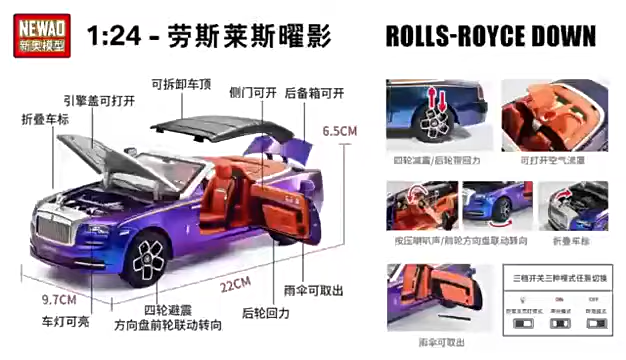 NEWAO
新奥模型
1:24 - 劳斯莱斯曜影
ROLLS-ROYCE DOWN
可拆卸车顶
引擎盖可打开
侧门可开
后备箱可开
折叠车标
6.5CM
9.7CM
22CM
雨伞可取出
四轮避震
后轮回力
车灯可亮
方向盘前轮联动转向
四轮减震/后轮带回力
可打开空气流罩
按压喇叭声/前轮方向盘联动转向
折叠车标
雨伞可取出
三档开关三种模式任意切换
ON
OFF